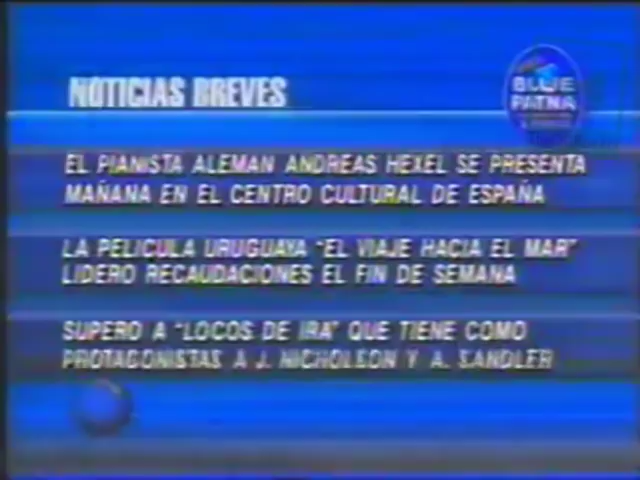 NOTICIAS BREVES
BLUE
PATNA
EL PIANISTA ALEMAN ANDREAS HEXEL SE PRESENTA
MAÑANA EN EL CENTRO CULTURAL DE ESPAÑA
LA PELICULA URUGUAYA "EL VIAJE HACIA EL MAR"
LIDERO RECAUDACIONES EL FIN DE SEMANA
SUPERO A "LOCOS DE IRA" QUE TIENE COMO
PROTAGONISTAS A J. NICHOLSON Y A. SANDLER